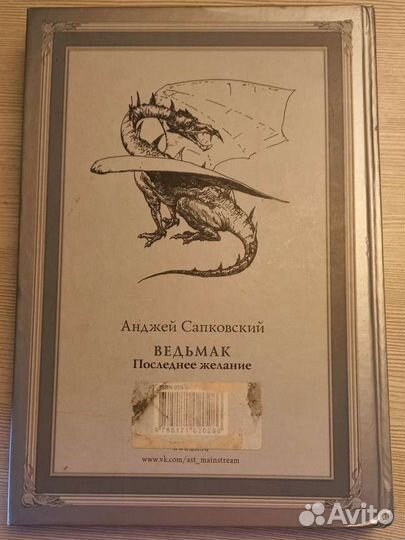 Анджей Сапковский
ВЕДЬМАК
Последнее желание
www.vk.com/ast_mainstream
Avito